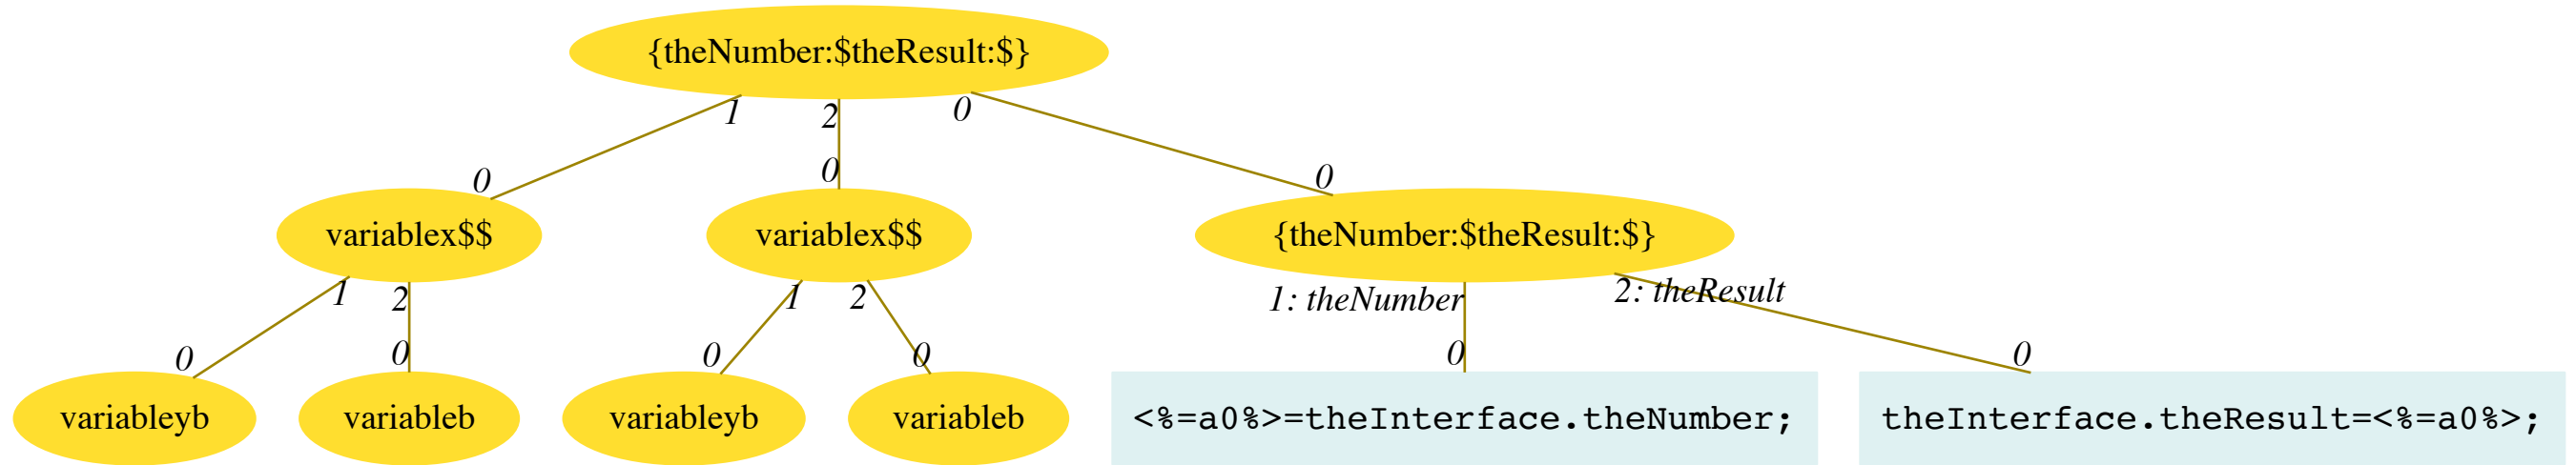 {theNumber:$theResult:$}
1 2 0
0 0 0
variablex$$ variablex$$ {theNumber:$theResult:$}
1 2 1 2 1: theNumber 2: theResult
0 0 0 0 0 0
variableyb variableb variableyb variableb <%=a0%>=theInterface.theNumber; theInterface.theResult=<%=a0%>;